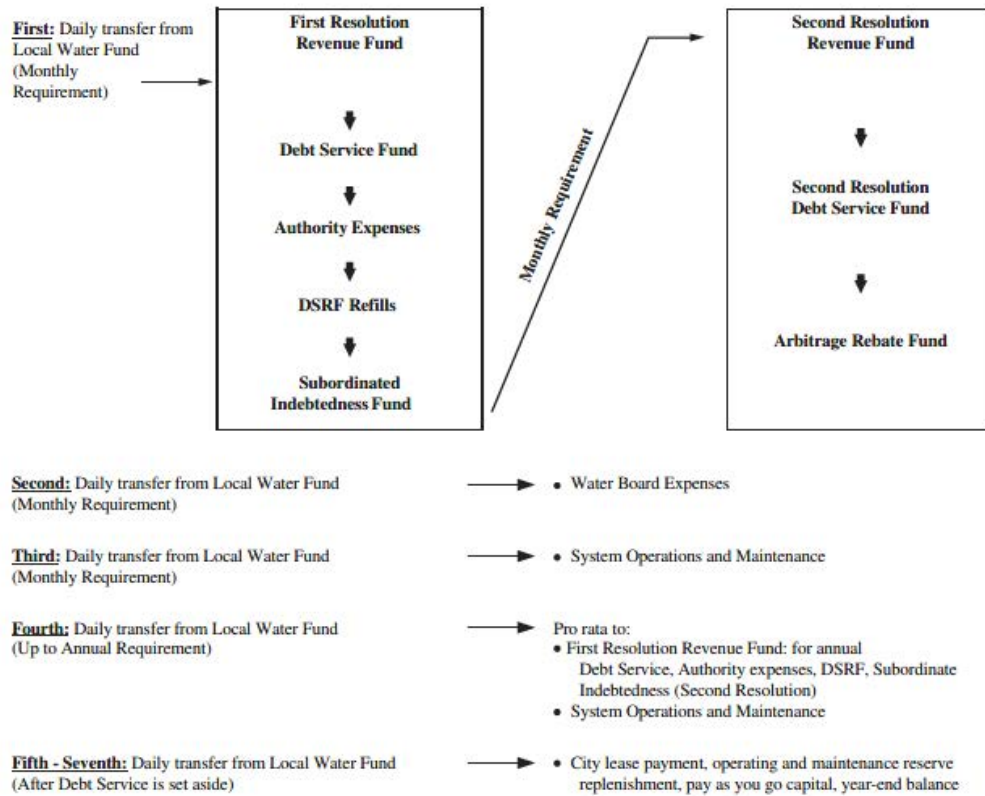 First: Daily transfer from
Local Water Fund
(Monthly
Requirement)
First Resolution
Revenue Fund
Debt Service Fund
Authority Expenses
DSRF Refills
Subordinated
Indebtedness Fund
Monthly Requirement
Second Resolution
Revenue Fund
Second Resolution
Debt Service Fund
Arbitrage Rebate Fund
Second: Daily transfer from Local Water Fund
(Monthly Requirement)
• Water Board Expenses
Third: Daily transfer from Local Water Fund
(Monthly Requirement)
• System Operations and Maintenance
Fourth: Daily transfer from Local Water Fund
(Up to Annual Requirement)
Pro rata to:
• First Resolution Revenue Fund: for annual
Debt Service, Authority expenses, DSRF, Subordinate
Indebtedness (Second Resolution)
• System Operations and Maintenance
Fifth - Seventh: Daily transfer from Local Water Fund
(After Debt Service is set aside)
• City lease payment, operating and maintenance reserve
replenishment, pay as you go capital, year-end balance